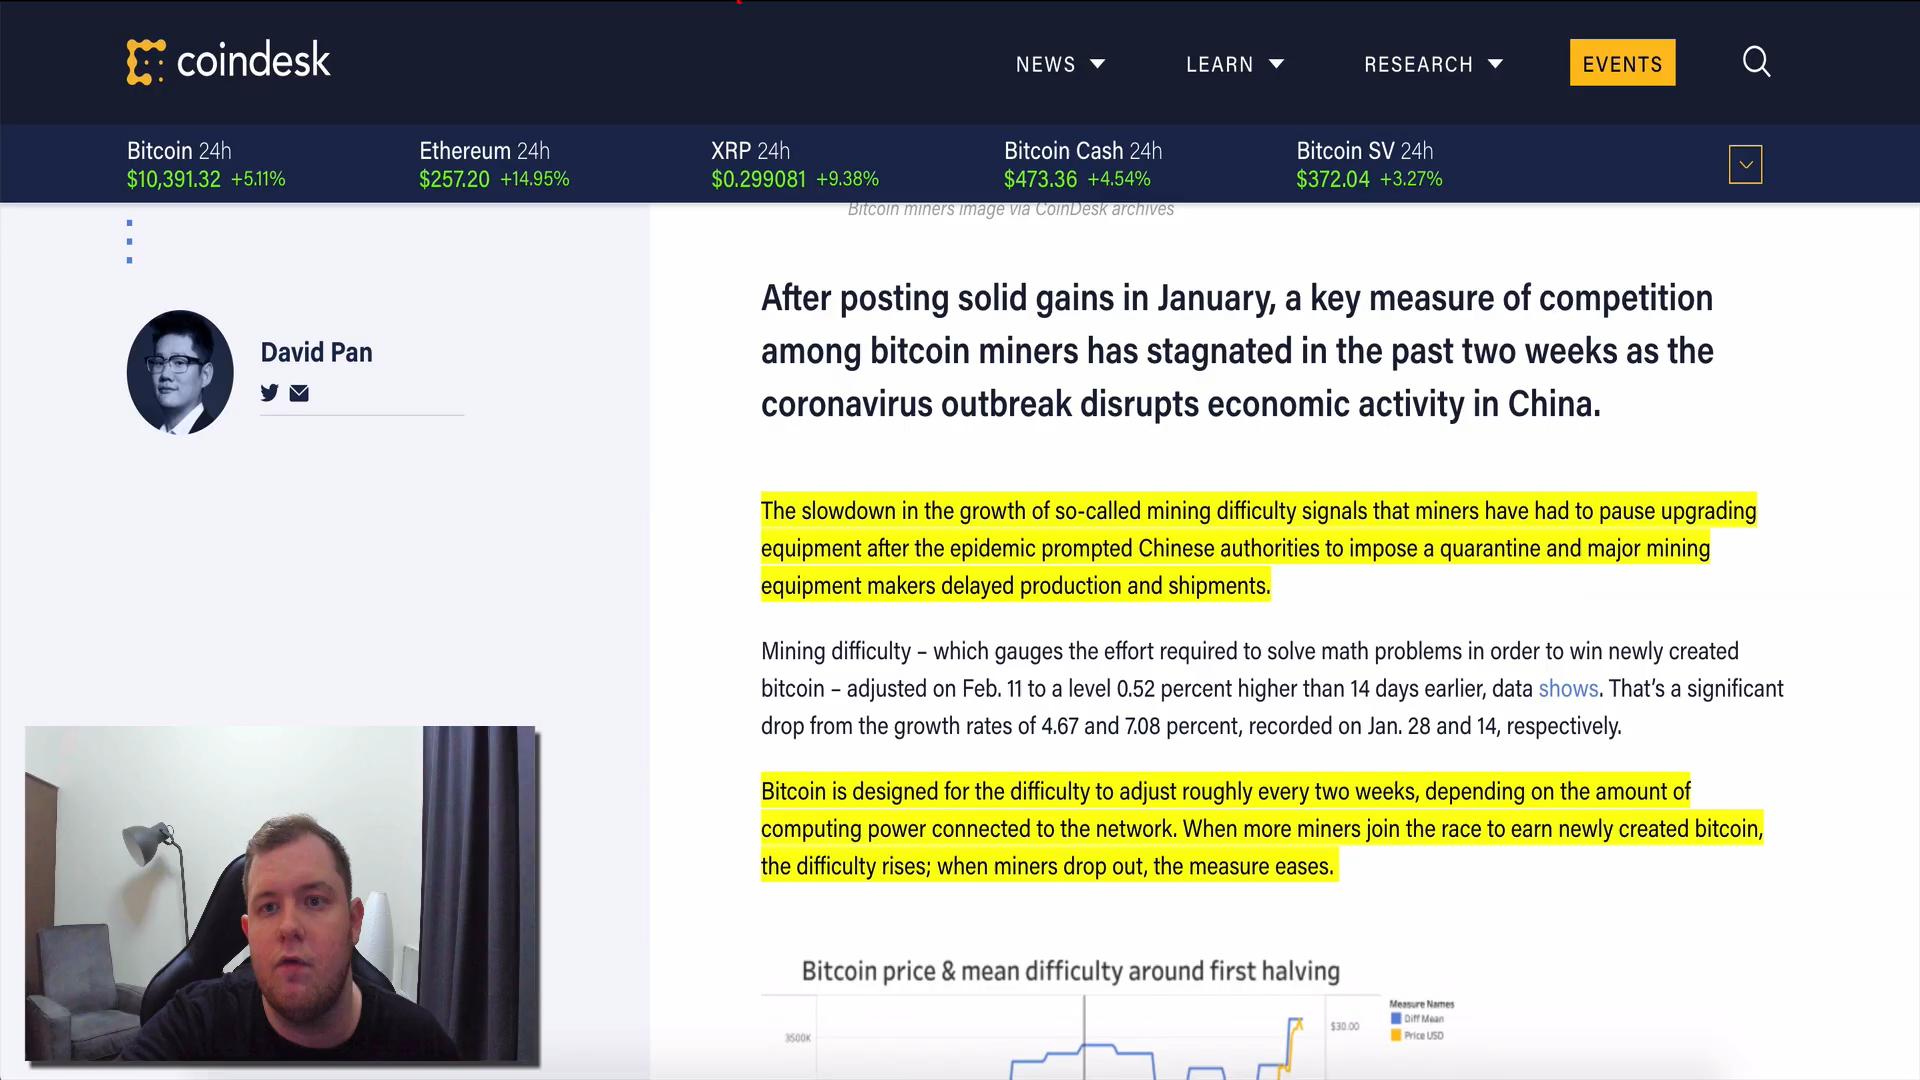 coindesk
NEWS
LEARN
RESEARCH
EVENTS
Bitcoin 24h
$10,391.32 +5.11%
Ethereum 24h
$257.20 +14.95%
XRP 24h
$0.299081 +9.38%
Bitcoin Cash 24h
$473.36 +4.54%
Bitcoin SV 24h
$372.04 +3.27%
Bitcoin miners image via CoinDesk archives
David Pan
After posting solid gains in January, a key measure of competition
among bitcoin miners has stagnated in the past two weeks as the
coronavirus outbreak disrupts economic activity in China.
The slowdown in the growth of so-called mining difficulty signals that miners have had to pause upgrading
equipment after the epidemic prompted Chinese authorities to impose a quarantine and major mining
equipment makers delayed production and shipments.
Mining difficulty – which gauges the effort required to solve math problems in order to win newly created
bitcoin – adjusted on Feb. 11 to a level 0.52 percent higher than 14 days earlier, data shows. That’s a significant
drop from the growth rates of 4.67 and 7.08 percent, recorded on Jan. 28 and 14, respectively.
Bitcoin is designed for the difficulty to adjust roughly every two weeks, depending on the amount of
computing power connected to the network. When more miners join the race to earn newly created bitcoin,
the difficulty rises; when miners drop out, the measure eases.
Bitcoin price & mean difficulty around first halving
3500K
$30.00
Measure Names
Diff Mean
Price USD